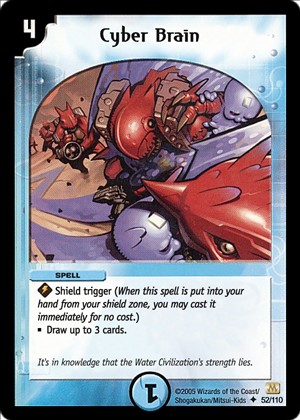 4
Cyber Brain
SPELL
Shield trigger (When this spell is put into your
hand from your shield zone, you may cast it
immediately for no cost.)
▪ Draw up to 3 cards.
It's in knowledge that the Water Civilization's strength lies.
1
©2005 Wizards of the Coast/
Shogakukan/Mitsui-Kids ✦ 52/110